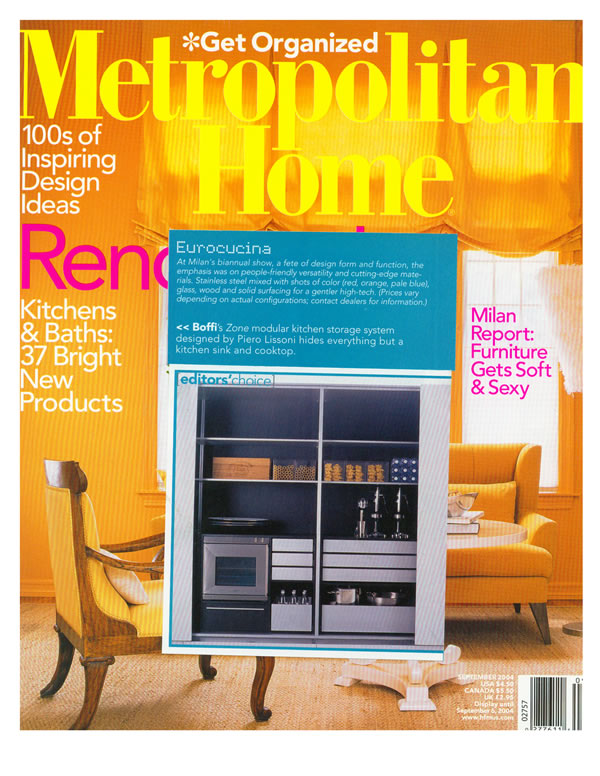 *Get Organized
Metropolitan
Home
100s of
Inspiring
Design
Ideas
Eurocucina
At Milan's biannual show, a fete of design form and function, the
emphasis was on people-friendly versatility and cutting-edge mate-
rials. Stainless steel mixed with shots of color (red, orange, pale blue),
glass, wood and solid surfacing for a gentler high-tech. (Prices vary
depending on actual configurations; contact dealers for information.)
<< Boffi's Zone modular kitchen storage system
designed by Piero Lissoni hides everything but a
kitchen sink and cooktop.
editors' choice
Kitchens
& Baths:
37 Bright
New
Products
Milan
Report:
Furniture
Gets Soft
& Sexy
SEPTEMBER 2004
USA $4.50
CANADA $5.50
UK £2.95
Display until
September 6, 2004
www.hfmus.com
02757